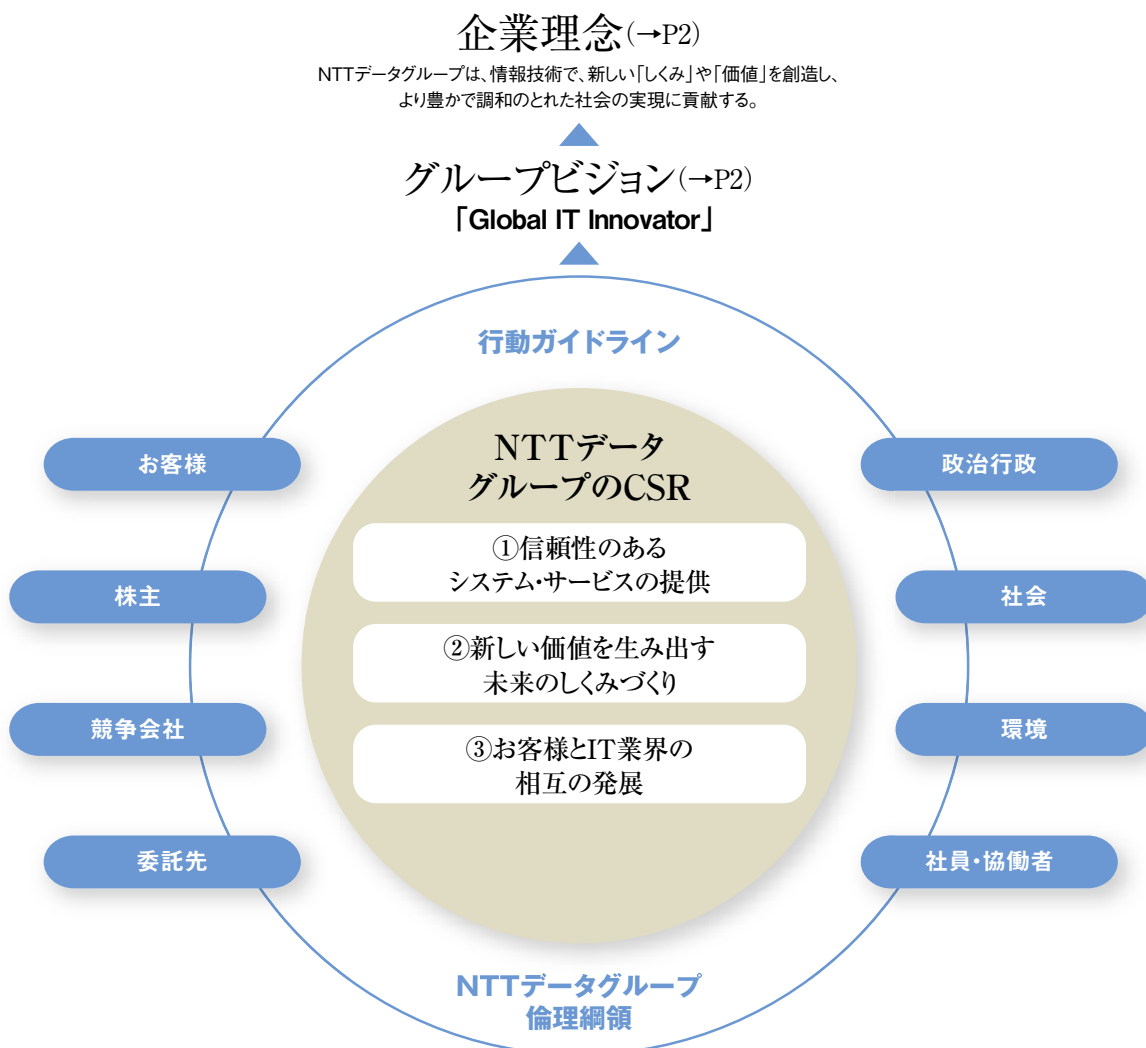 企業理念(→P2)
NTTデータグループは、情報技術で、新しい「しくみ」や「価値」を創造し、
より豊かで調和のとれた社会の実現に貢献する。
グループビジョン(→P2)
「Global IT Innovator」
行動ガイドライン
お客様
株主
競争会社
委託先
NTTデータ
グループのCSR
①信頼性のある
システム・サービスの提供
②新しい価値を生み出す
未来のしくみづくり
③お客様とIT業界の
相互の発展
政治行政
社会
環境
社員・協働者
NTTデータグループ
倫理綱領